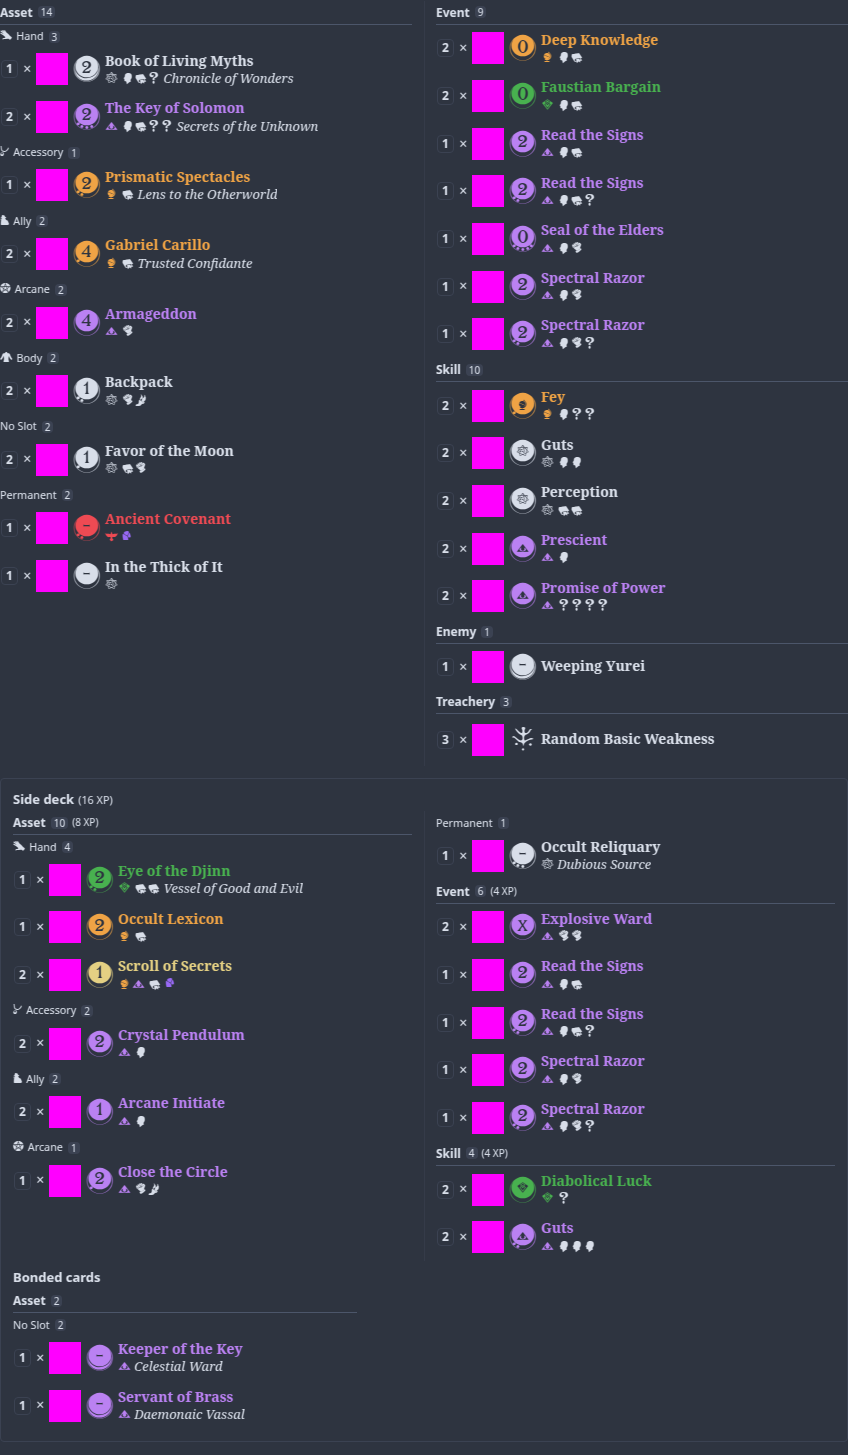 Asset 14
Hand 3
1 × 2 Book of Living Myths
? Chronicle of Wonders
2 × 2 The Key of Solomon
? ? Secrets of the Unknown
Accessory 1
1 × 2 Prismatic Spectacles
Lens to the Otherworld
Ally 2
2 × 4 Gabriel Carillo
Trusted Confidante
Arcane 2
2 × 4 Armageddon
Body 2
2 × 1 Backpack
No Slot 2
2 × 1 Favor of the Moon
Permanent 2
1 × - Ancient Covenant
1 × - In the Thick of It
Event 9
2 × 0 Deep Knowledge
2 × 0 Faustian Bargain
1 × 2 Read the Signs
1 × 2 Read the Signs
?
1 × 0 Seal of the Elders
1 × 2 Spectral Razor
1 × 2 Spectral Razor
?
Skill 10
2 × Fey
? ?
2 × Guts
2 × Perception
2 × Prescient
2 × Promise of Power
? ? ? ?
Enemy 1
1 × - Weeping Yurei
Treachery 3
3 × Random Basic Weakness
Side deck (16 XP)
Asset 10 (8 XP)
Hand 4
1 × 2 Eye of the Djinn
Vessel of Good and Evil
1 × 2 Occult Lexicon
2 × 1 Scroll of Secrets
Accessory 2
2 × 2 Crystal Pendulum
Ally 2
2 × 1 Arcane Initiate
Arcane 1
1 × 2 Close the Circle
Permanent 1
1 × - Occult Reliquary
Dubious Source
Event 6 (4 XP)
2 × X Explosive Ward
1 × 2 Read the Signs
1 × 2 Read the Signs
?
1 × 2 Spectral Razor
1 × 2 Spectral Razor
?
Skill 4 (4 XP)
2 × Diabolical Luck
?
2 × Guts
Bonded cards
Asset 2
No Slot 2
1 × - Keeper of the Key
Celestial Ward
1 × - Servant of Brass
Daemonaic Vassal